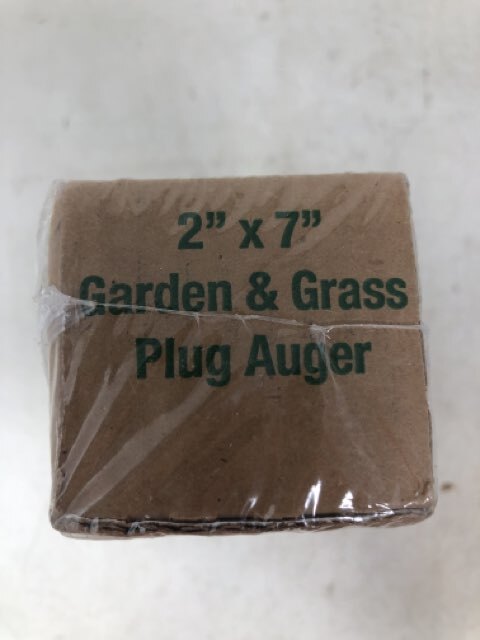 2” x 7”
Garden & Grass
Plug Auger